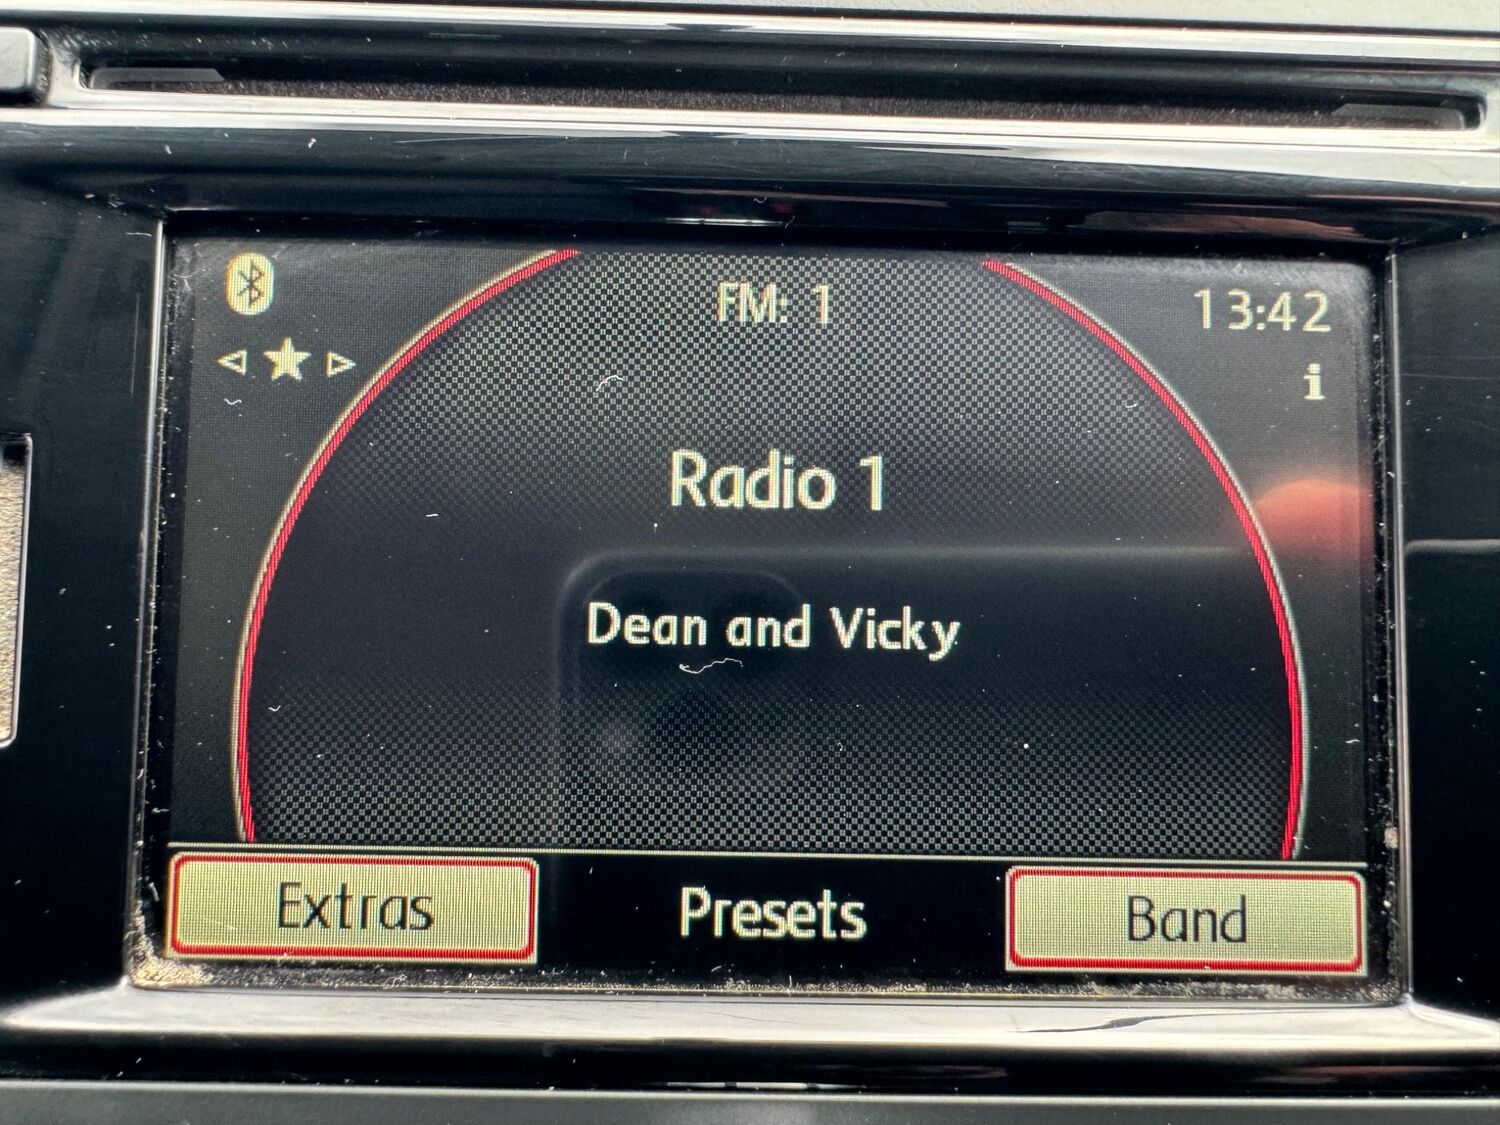 FM: 1
13:42
i
Radio 1
Dean and Vicky
Extras
Presets
Band